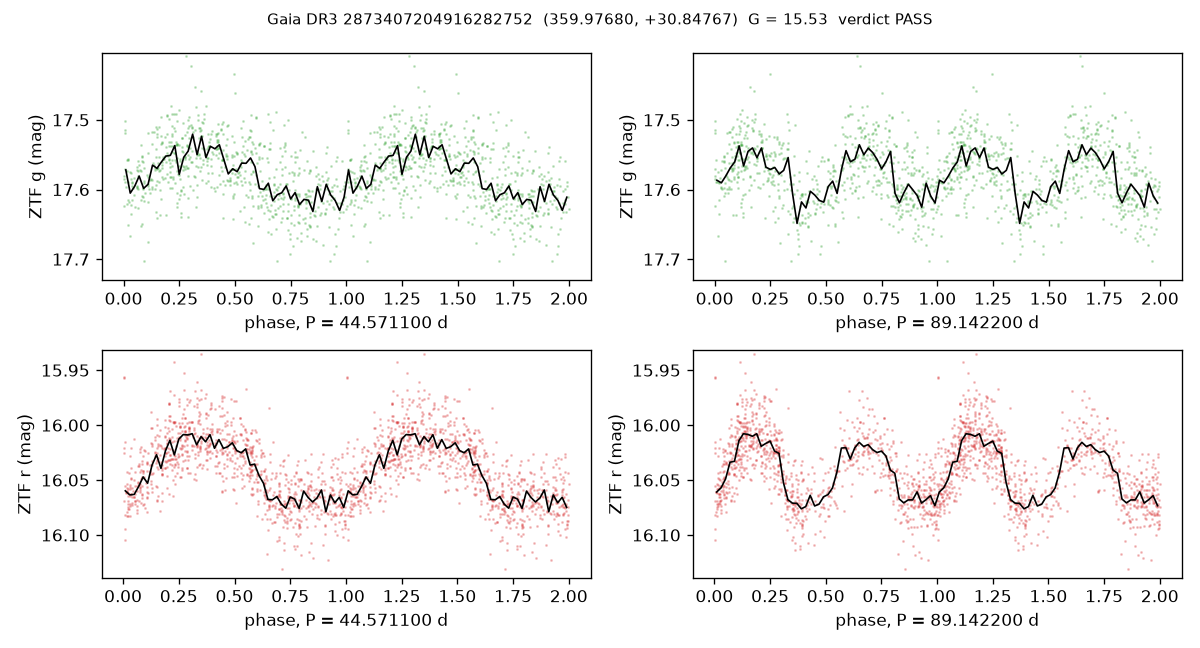 Gaia DR3 2873407204916282752  (359.97680, +30.84767)  G = 15.53  verdict PASS
ZTF g (mag)
17.5
17.6
17.7
0.00 0.25 0.50 0.75 1.00 1.25 1.50 1.75 2.00
phase, P = 44.571100 d
ZTF g (mag)
17.5
17.6
17.7
0.00 0.25 0.50 0.75 1.00 1.25 1.50 1.75 2.00
phase, P = 89.142200 d
ZTF r (mag)
15.95
16.00
16.05
16.10
0.00 0.25 0.50 0.75 1.00 1.25 1.50 1.75 2.00
phase, P = 44.571100 d
ZTF r (mag)
15.95
16.00
16.05
16.10
0.00 0.25 0.50 0.75 1.00 1.25 1.50 1.75 2.00
phase, P = 89.142200 d